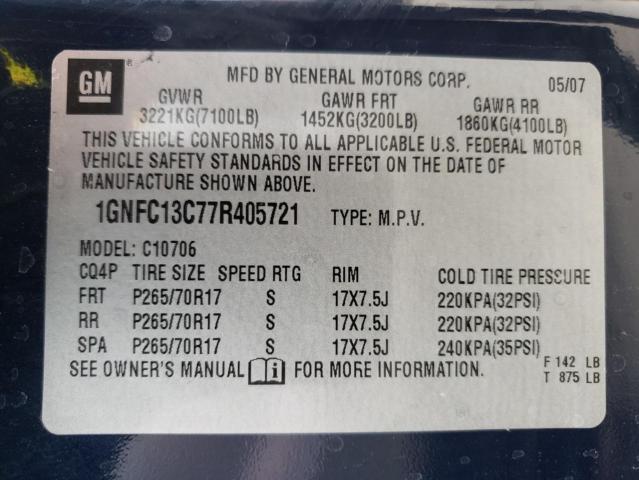 GM
MFD BY GENERAL MOTORS CORP. 05/07
GVWR GAWR FRT GAWR RR
3221KG(7100LB) 1452KG(3200LB) 1860KG(4100LB)
THIS VEHICLE CONFORMS TO ALL APPLICABLE U.S. FEDERAL MOTOR
VEHICLE SAFETY STANDARDS IN EFFECT ON THE DATE OF
MANUFACTURE SHOWN ABOVE.
1GNFC13C77R405721 TYPE: M.P.V.
MODEL: C10706
CQ4P TIRE SIZE SPEED RTG RIM COLD TIRE PRESSURE
FRT P265/70R17 S 17X7.5J 220KPA(32PSI)
RR P265/70R17 S 17X7.5J 220KPA(32PSI)
SPA P265/70R17 S 17X7.5J 240KPA(35PSI)
SEE OWNER'S MANUAL i FOR MORE INFORMATION. F 142 LB
T 875 LB